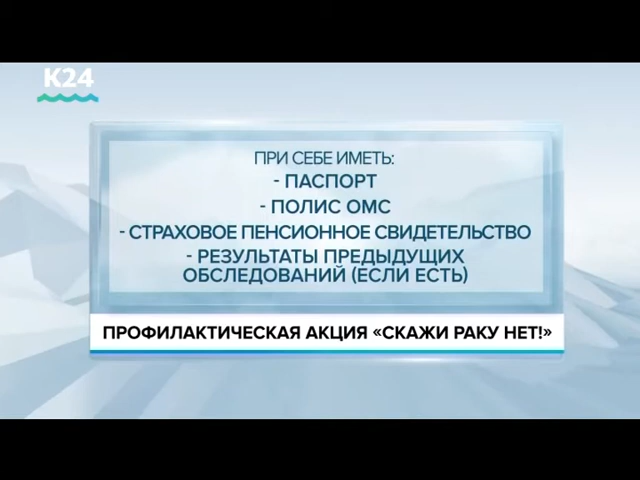 К24
ПРИ СЕБЕ ИМЕТЬ:
- ПАСПОРТ
- ПОЛИС ОМС
- СТРАХОВОЕ ПЕНСИОННОЕ СВИДЕТЕЛЬСТВО
- РЕЗУЛЬТАТЫ ПРЕДЫДУЩИХ
ОБСЛЕДОВАНИЙ (ЕСЛИ ЕСТЬ)
ПРОФИЛАКТИЧЕСКАЯ АКЦИЯ «СКАЖИ РАКУ НЕТ!»